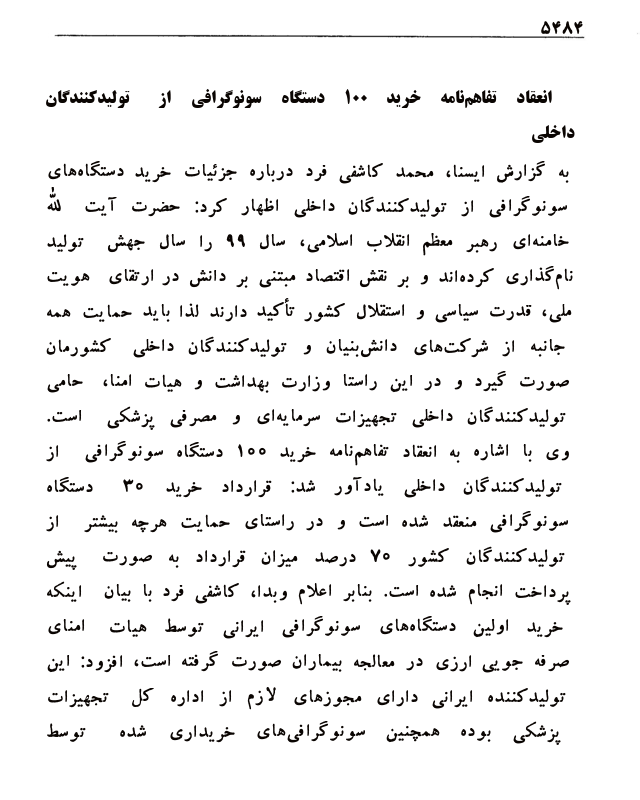 ۵۴۸۴
انعقاد تفاهم‌نامه خرید ۱۰۰ دستگاه سونوگرافی از تولیدکنندگان
داخلی
به گزارش ایسنا، محمد کاشفی فرد درباره جزئیات خرید دستگاه‌های
سونوگرافی از تولیدکنندگان داخلی اظهار کرد: حضرت آیت لله
خامنه‌ای رهبر معظم انقلاب اسلامی، سال ۹۹ را سال جهش تولید
نام‌گذاری کرده‌اند و بر نقش اقتصاد مبتنی بر دانش در ارتقای هویت
ملی، قدرت سیاسی و استقلال کشور تأکید دارند لذا باید حمایت همه
جانبه از شرکت‌های دانش‌بنیان و تولیدکنندگان داخلی کشورمان
صورت گیرد و در این راستا وزارت بهداشت و هیات امنا، حامی
تولیدکنندگان داخلی تجهیزات سرمایه‌ای و مصرفی پزشکی است.
وی با اشاره به انعقاد تفاهم‌نامه خرید ۱۰۰ دستگاه سونوگرافی از
تولیدکنندگان داخلی یادآور شد: قرارداد خرید ۳۰ دستگاه
سونوگرافی منعقد شده است و در راستای حمایت هرچه بیشتر از
تولیدکنندگان کشور ۷۰ درصد میزان قرارداد به صورت پیش
پرداخت انجام شده است. بنابر اعلام وبدا، کاشفی فرد با بیان اینکه
خرید اولین دستگاه‌های سونوگرافی ایرانی توسط هیات امنای
صرفه جویی ارزی در معالجه بیماران صورت گرفته است، افزود: این
تولیدکننده ایرانی دارای مجوزهای لازم از اداره کل تجهیزات
پزشکی بوده همچنین سونوگرافی‌های خریداری شده توسط